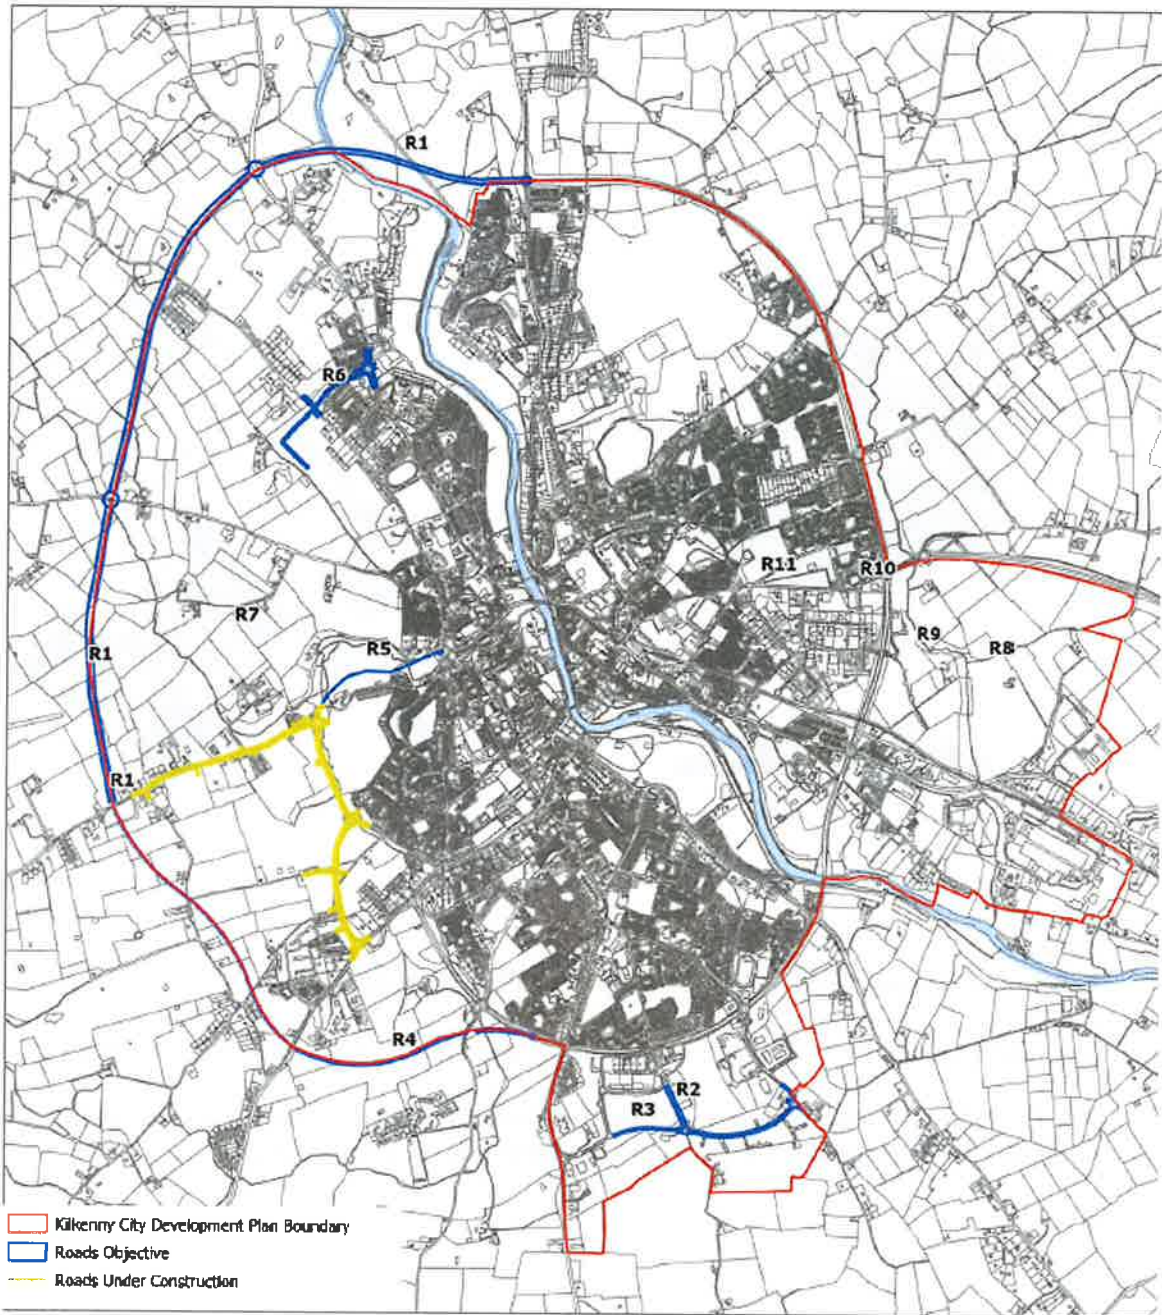 R1
R6
R11
R10
R7
R9
R8
R5
R1
R1
R4
R2
R3
Kilkenny City Development Plan Boundary
Roads Objective
Roads Under Construction